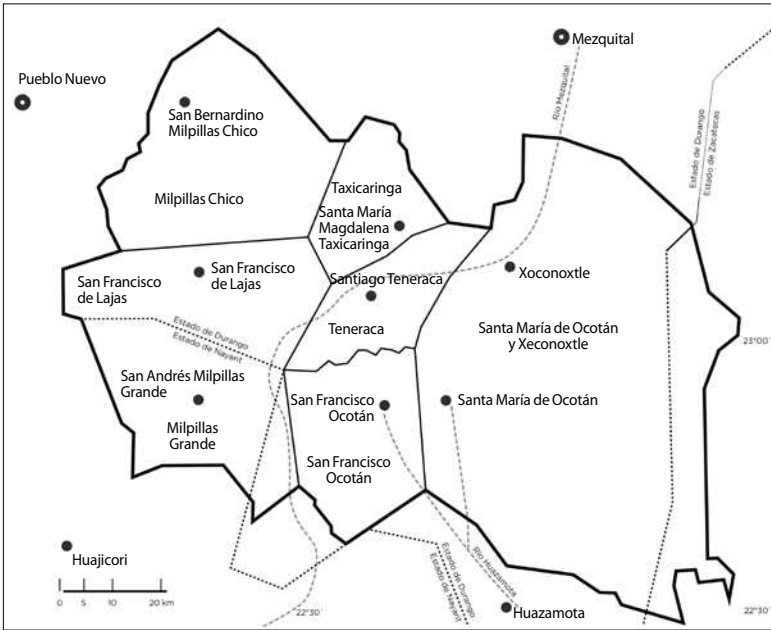 Mezquital
Pueblo Nuevo
Río Mezquital
Estado de Durango
Estado de Zacatecas
San Bernardino
Milpillas Chico
Milpillas Chico
Taxicaringa
Santa María
Magdalena
Taxicaringa
San Francisco
de Lajas
San Francisco
de Lajas
Santiago Teneraca
Xoconoxtle
Teneraca
Estado de Durango
Estado de Nayarit
Santa María de Ocotán
y Xeconoxtle
23°00'
San Andrés Milpillas
Grande
San Francisco
Ocotán
Santa María de Ocotán
Milpillas
Grande
San Francisco
Ocotán
Huajicori
Río Huazamota
Estado de Durango
Estado de Nayarit
0 5 10 20 km
22°30'
Huazamota
22°30'